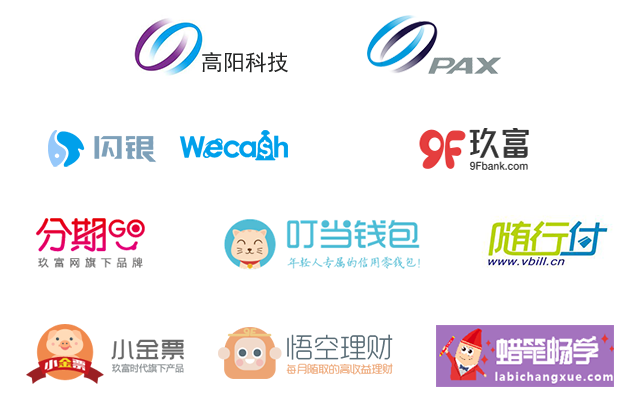 高阳科技
PAX
闪银 Wecash
9F 玖富
9Fbank.com
分期GO
玖富网旗下品牌
叮当钱包
年轻人专属的信用零钱包!
随行付
www.vbill.cn
小金票
小金票
玖富时代旗下产品
9F
悟空理财
每月随取的高收益理财
蜡笔畅学
labichangxue.com